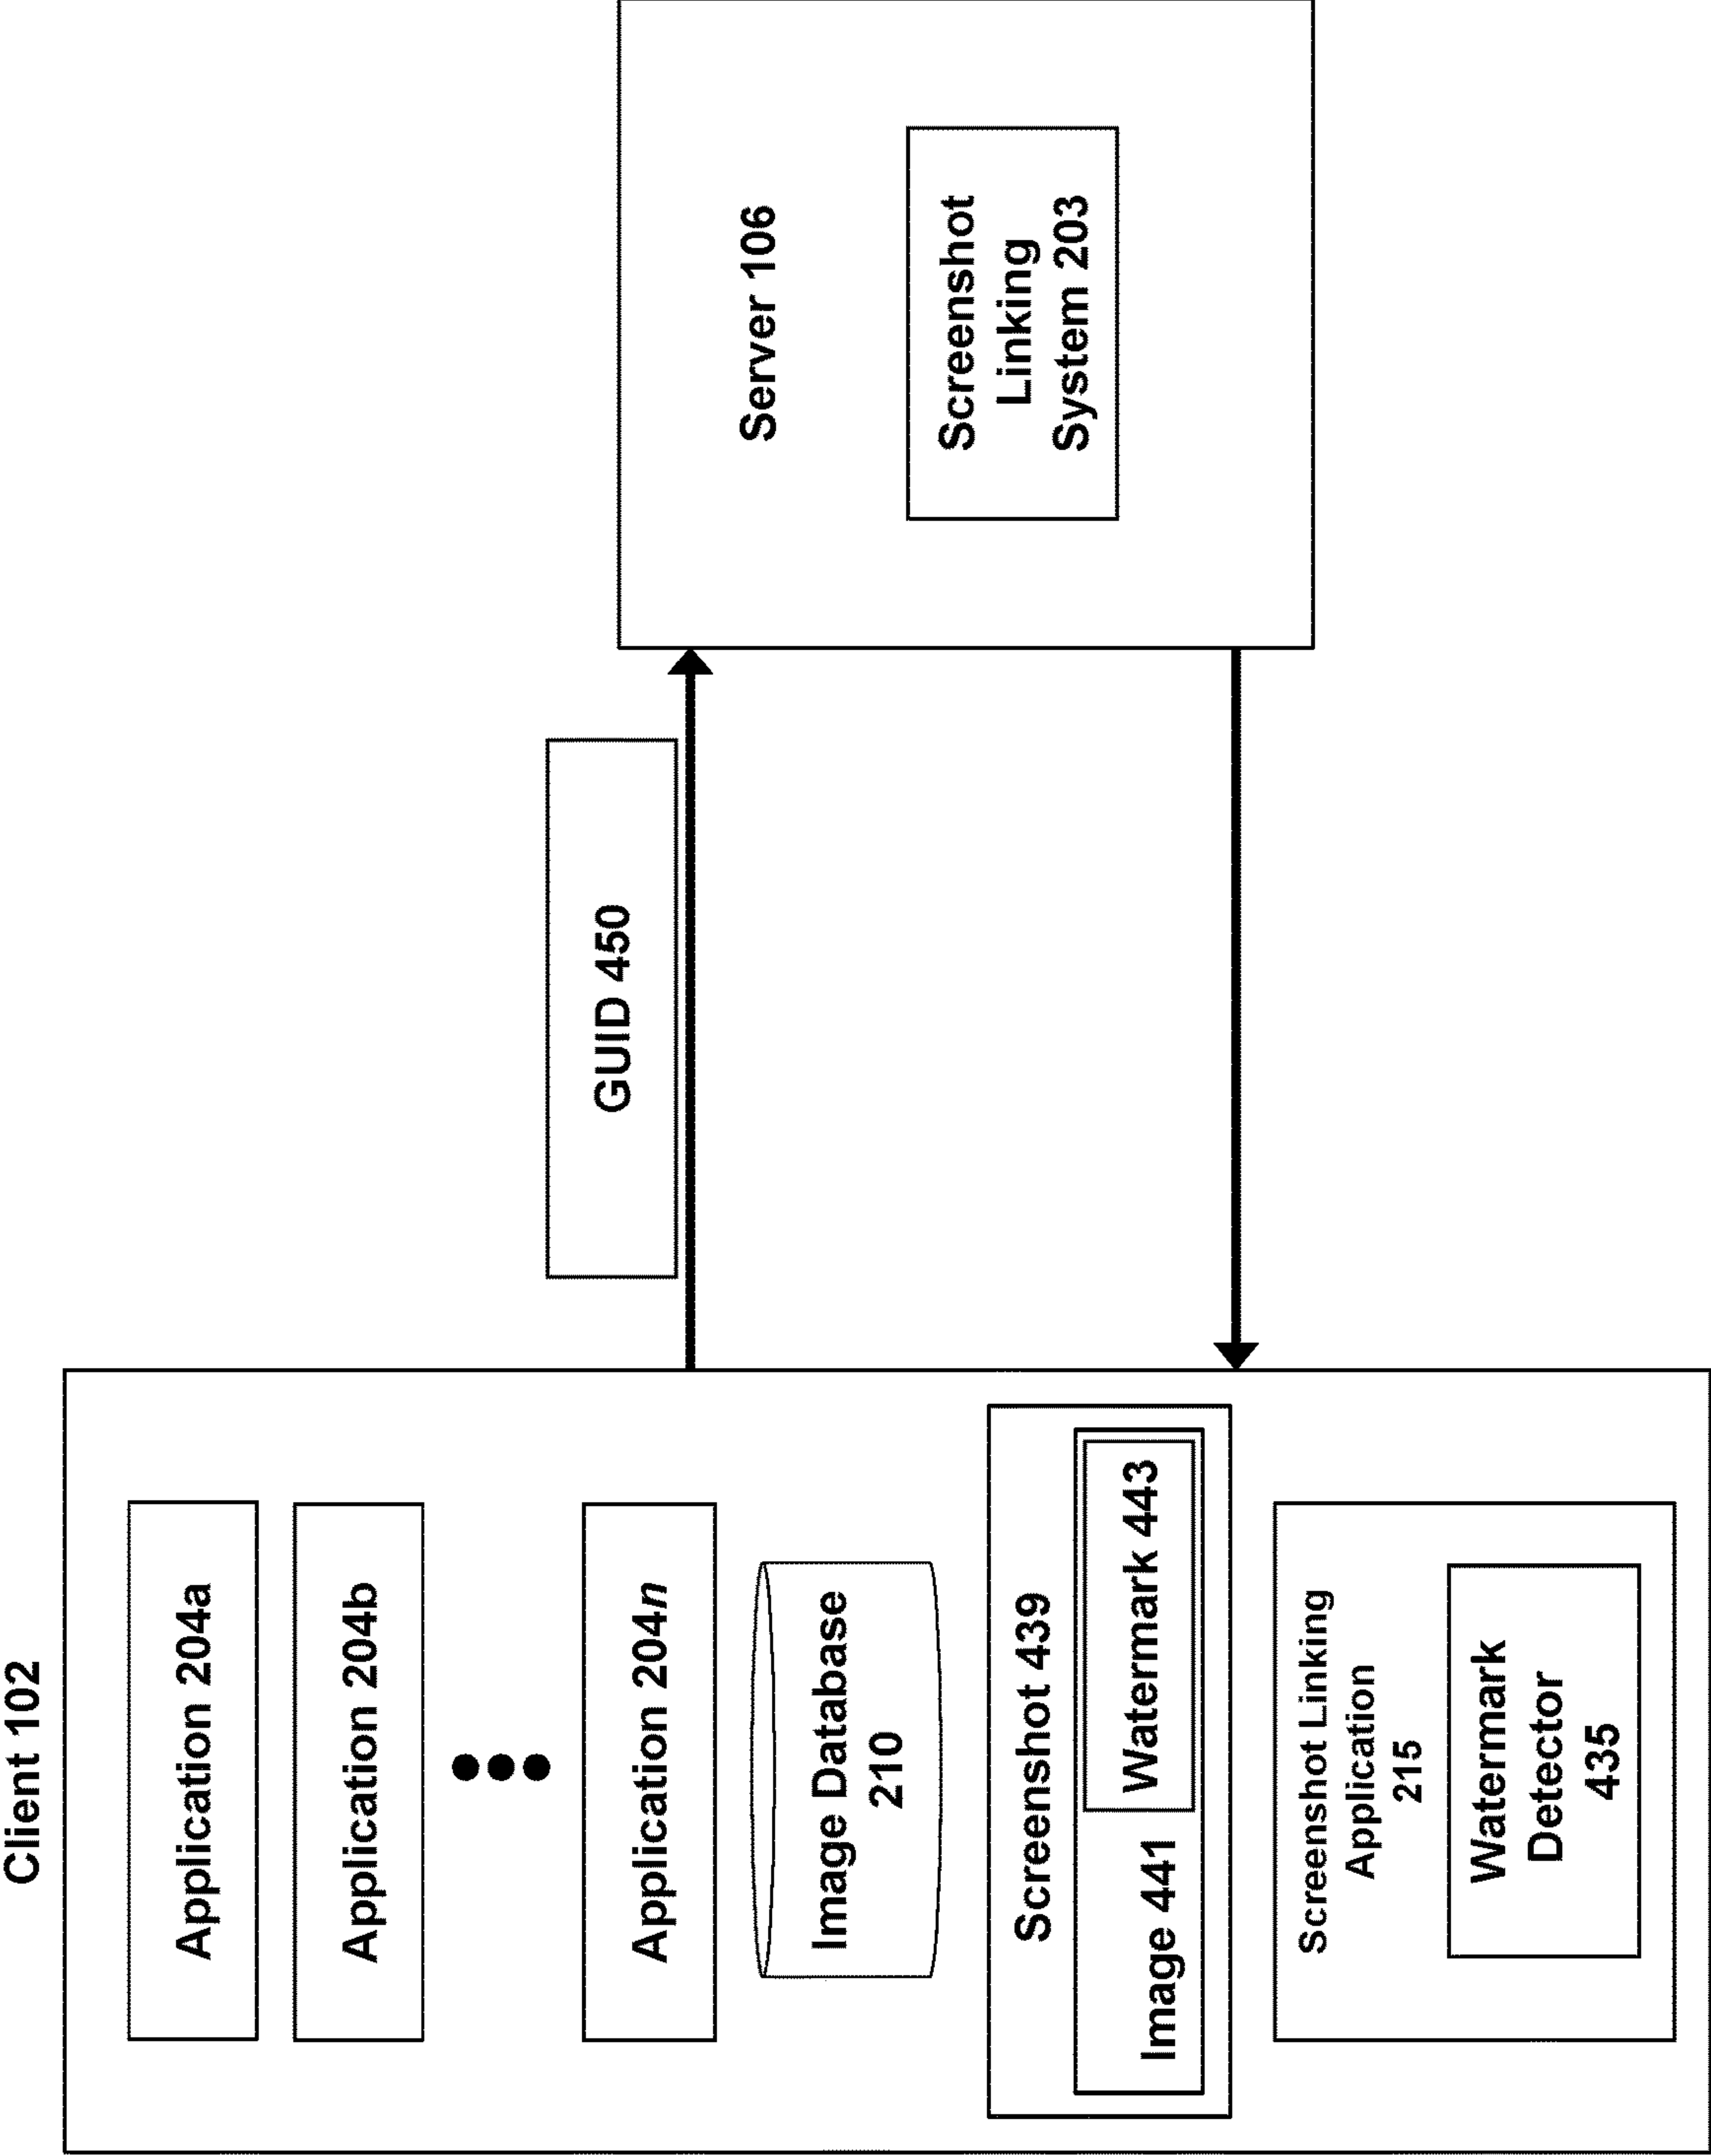 Client 102
Application 204a
Application 204b
Application 204n
Image Database
210
Screenshot 439
Image 441
Watermark 443
Screenshot Linking
Application
215
Watermark
Detector
435
GUID 450
Server 106
Screenshot
Linking
System 203